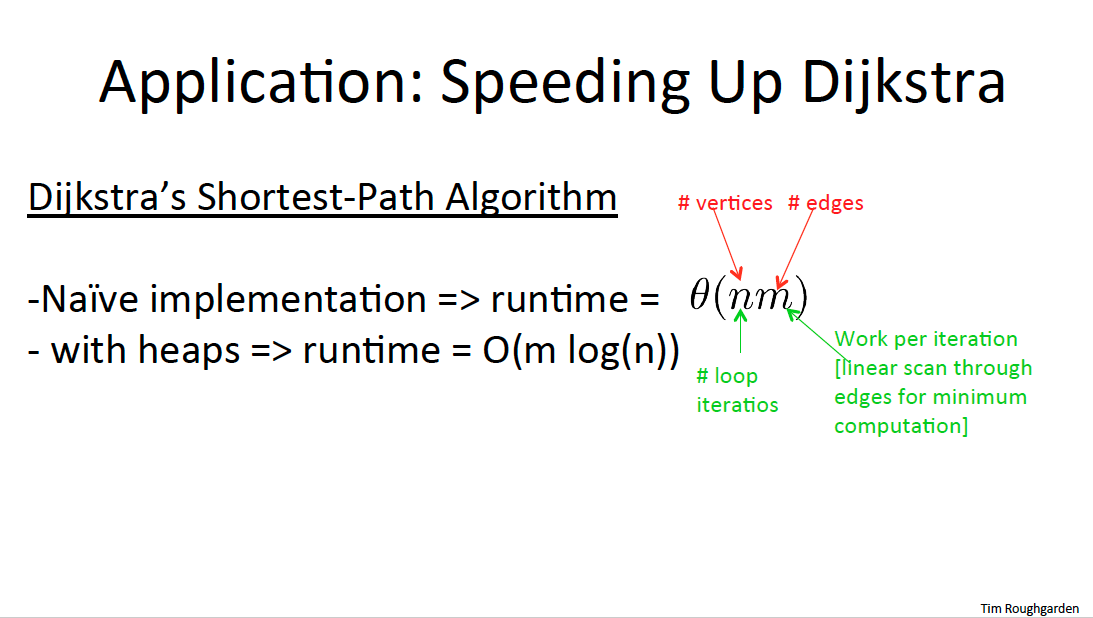 Application: Speeding Up Dijkstra
Dijkstra's Shortest-Path Algorithm
# vertices # edges
-Naïve implementation => runtime = θ(nm)
- with heaps => runtime = O(m log(n))
# loop
iteratios
Work per iteration
[linear scan through
edges for minimum
computation]
Tim Roughgarden